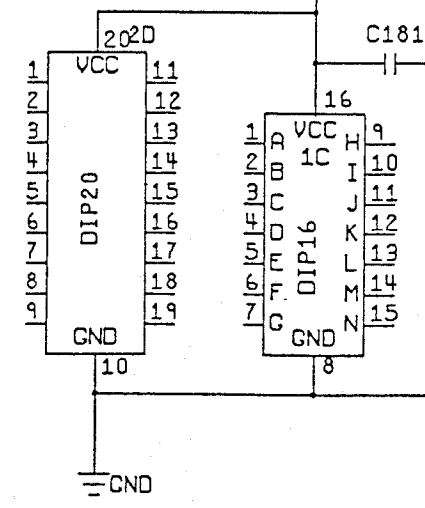 C181
20 2D
VCC
1 11
2 12
3 13
4 14
5 15
6 16
7 17
8 18
9 19
DIP20
GND
10
16
VCC
1C
1 A H 9
2 B I 10
3 C J 11
4 D K 12
5 E L 13
6 F M 14
7 G N 15
DIP16
GND
8
GND